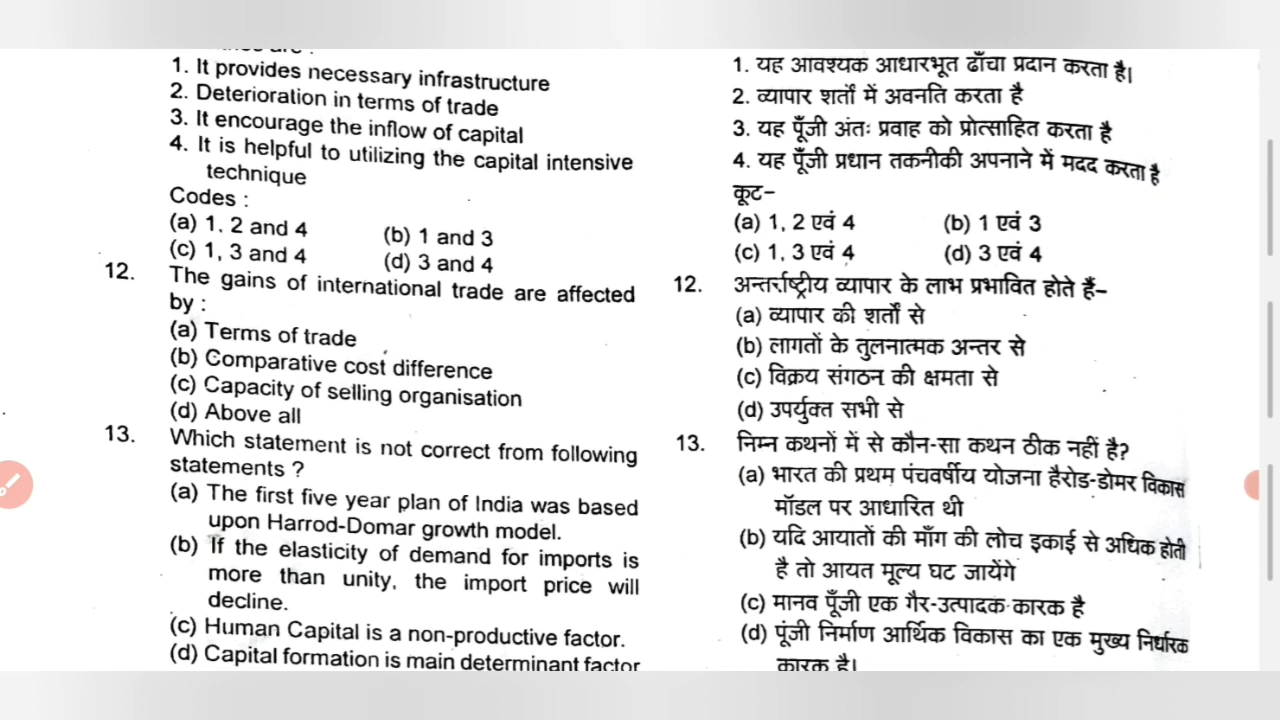 1. It provides necessary infrastructure
2. Deterioration in terms of trade
3. It encourage the inflow of capital
4. It is helpful to utilizing the capital intensive
technique
Codes :
(a) 1, 2 and 4
(b) 1 and 3
(c) 1, 3 and 4
(d) 3 and 4
12. The gains of international trade are affected
by :
(a) Terms of trade
(b) Comparative cost difference
(c) Capacity of selling organisation
(d) Above all
13. Which statement is not correct from following
statements ?
(a) The first five year plan of India was based
upon Harrod-Domar growth model.
(b) If the elasticity of demand for imports is
more than unity, the import price will
decline.
(c) Human Capital is a non-productive factor.
(d) Capital formation is main determinant factor
1. यह आवश्यक आधारभूत ढाँचा प्रदान करता है।
2. व्यापार शर्तों में अवनति करता है
3. यह पूँजी अंतः प्रवाह को प्रोत्साहित करता है
4. यह पूँजी प्रधान तकनीकी अपनाने में मदद करता है
कूट–
(a) 1, 2 एवं 4
(b) 1 एवं 3
(c) 1, 3 एवं 4
(d) 3 एवं 4
12. अन्तर्राष्ट्रीय व्यापार के लाभ प्रभावित होते हैं–
(a) व्यापार की शर्तों से
(b) लागतों के तुलनात्मक अन्तर से
(c) विक्रय संगठन की क्षमता से
(d) उपर्युक्त सभी से
13. निम्न कथनों में से कौन-सा कथन ठीक नहीं है?
(a) भारत की प्रथम पंचवर्षीय योजना हैरोड-डोमर विकास
मॉडल पर आधारित थी
(b) यदि आयातों की माँग की लोच इकाई से अधिक होती
है तो आयत मूल्य घट जायेंगे
(c) मानव पूँजी एक गैर-उत्पादक कारक है
(d) पूंजी निर्माण आर्थिक विकास का एक मुख्य निर्धारक
कारक है।